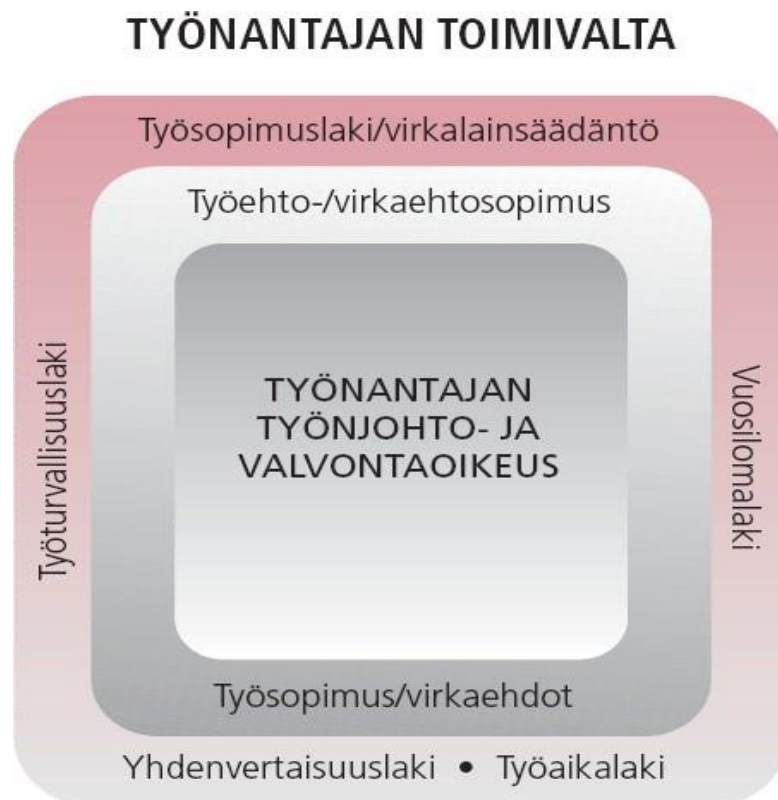 TYÖNANTAJAN TOIMIVALTA
Työsopimuslaki/virkalainsäädäntö
Työehto-/virkaehtosopimus
Työturvallisuuslaki
TYÖNANTAJAN
TYÖNJOHTO- JA
VALVONTAOIKEUS
Vuosilomalaki
Työsopimus/virkaehdot
Yhdenvertaisuuslaki • Työaikalaki